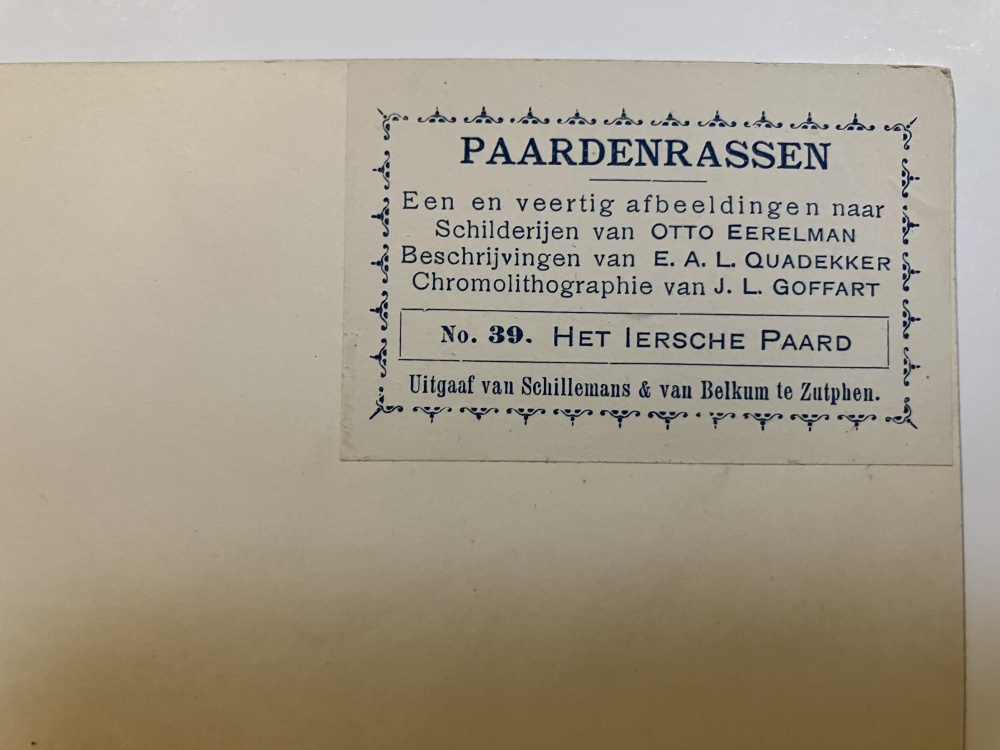 PAARDENRASSEN
Een en veertig afbeeldingen naar
Schilderijen van OTTO EERELMAN
Beschrijvingen van E. A. L. QUADEKKER
Chromolithographie van J. L. GOFFART
No. 39. HET IERSCHE PAARD
Uitgaaf van Schillemans & van Belkum te Zutphen.